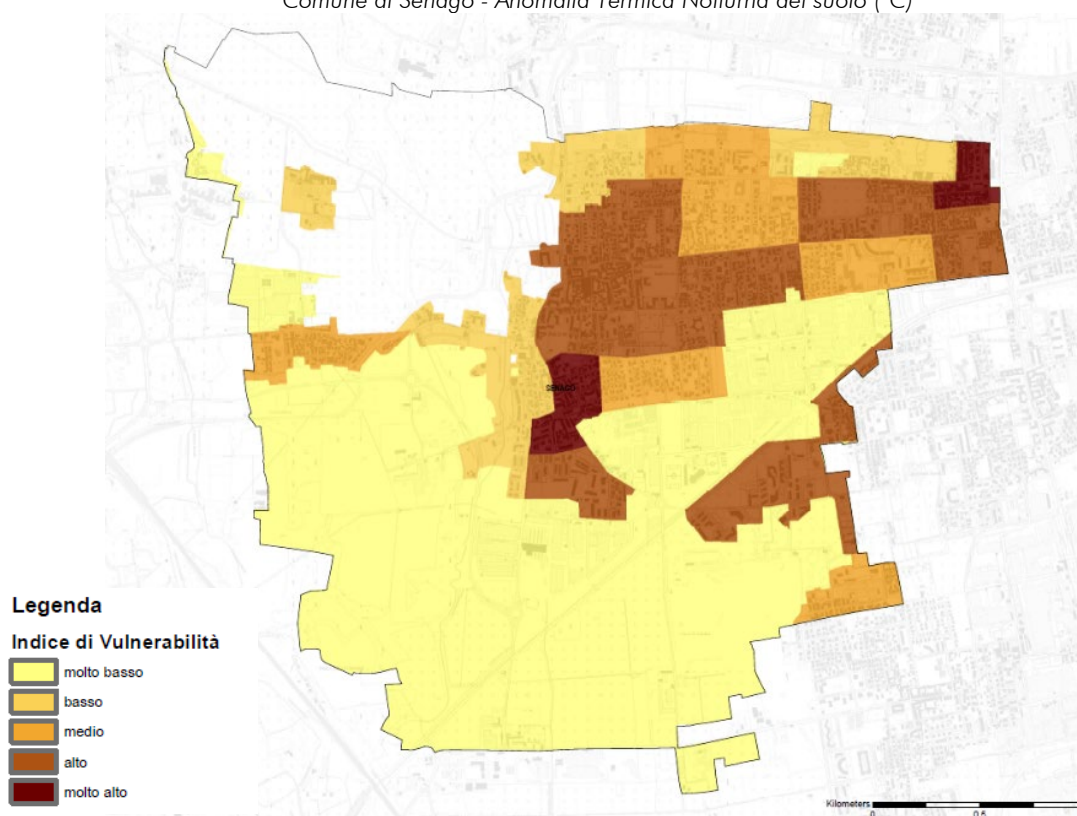 Comune di Senago - Anomalia Termica Notturna del suolo (°C)
SENAGO
Legenda
Indice di Vulnerabilità
molto basso
basso
medio
alto
molto alto
Kilometers
0 0.5